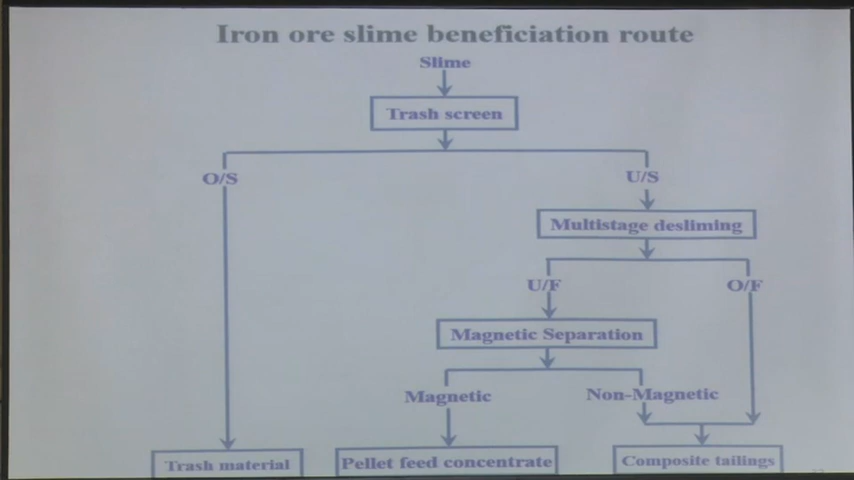 Iron ore slime beneficiation route
Slime
Trash screen
O/S
U/S
Multistage desliming
U/F
O/F
Magnetic Separation
Magnetic
Non-Magnetic
Trash material
Pellet feed concentrate
Composite tailings